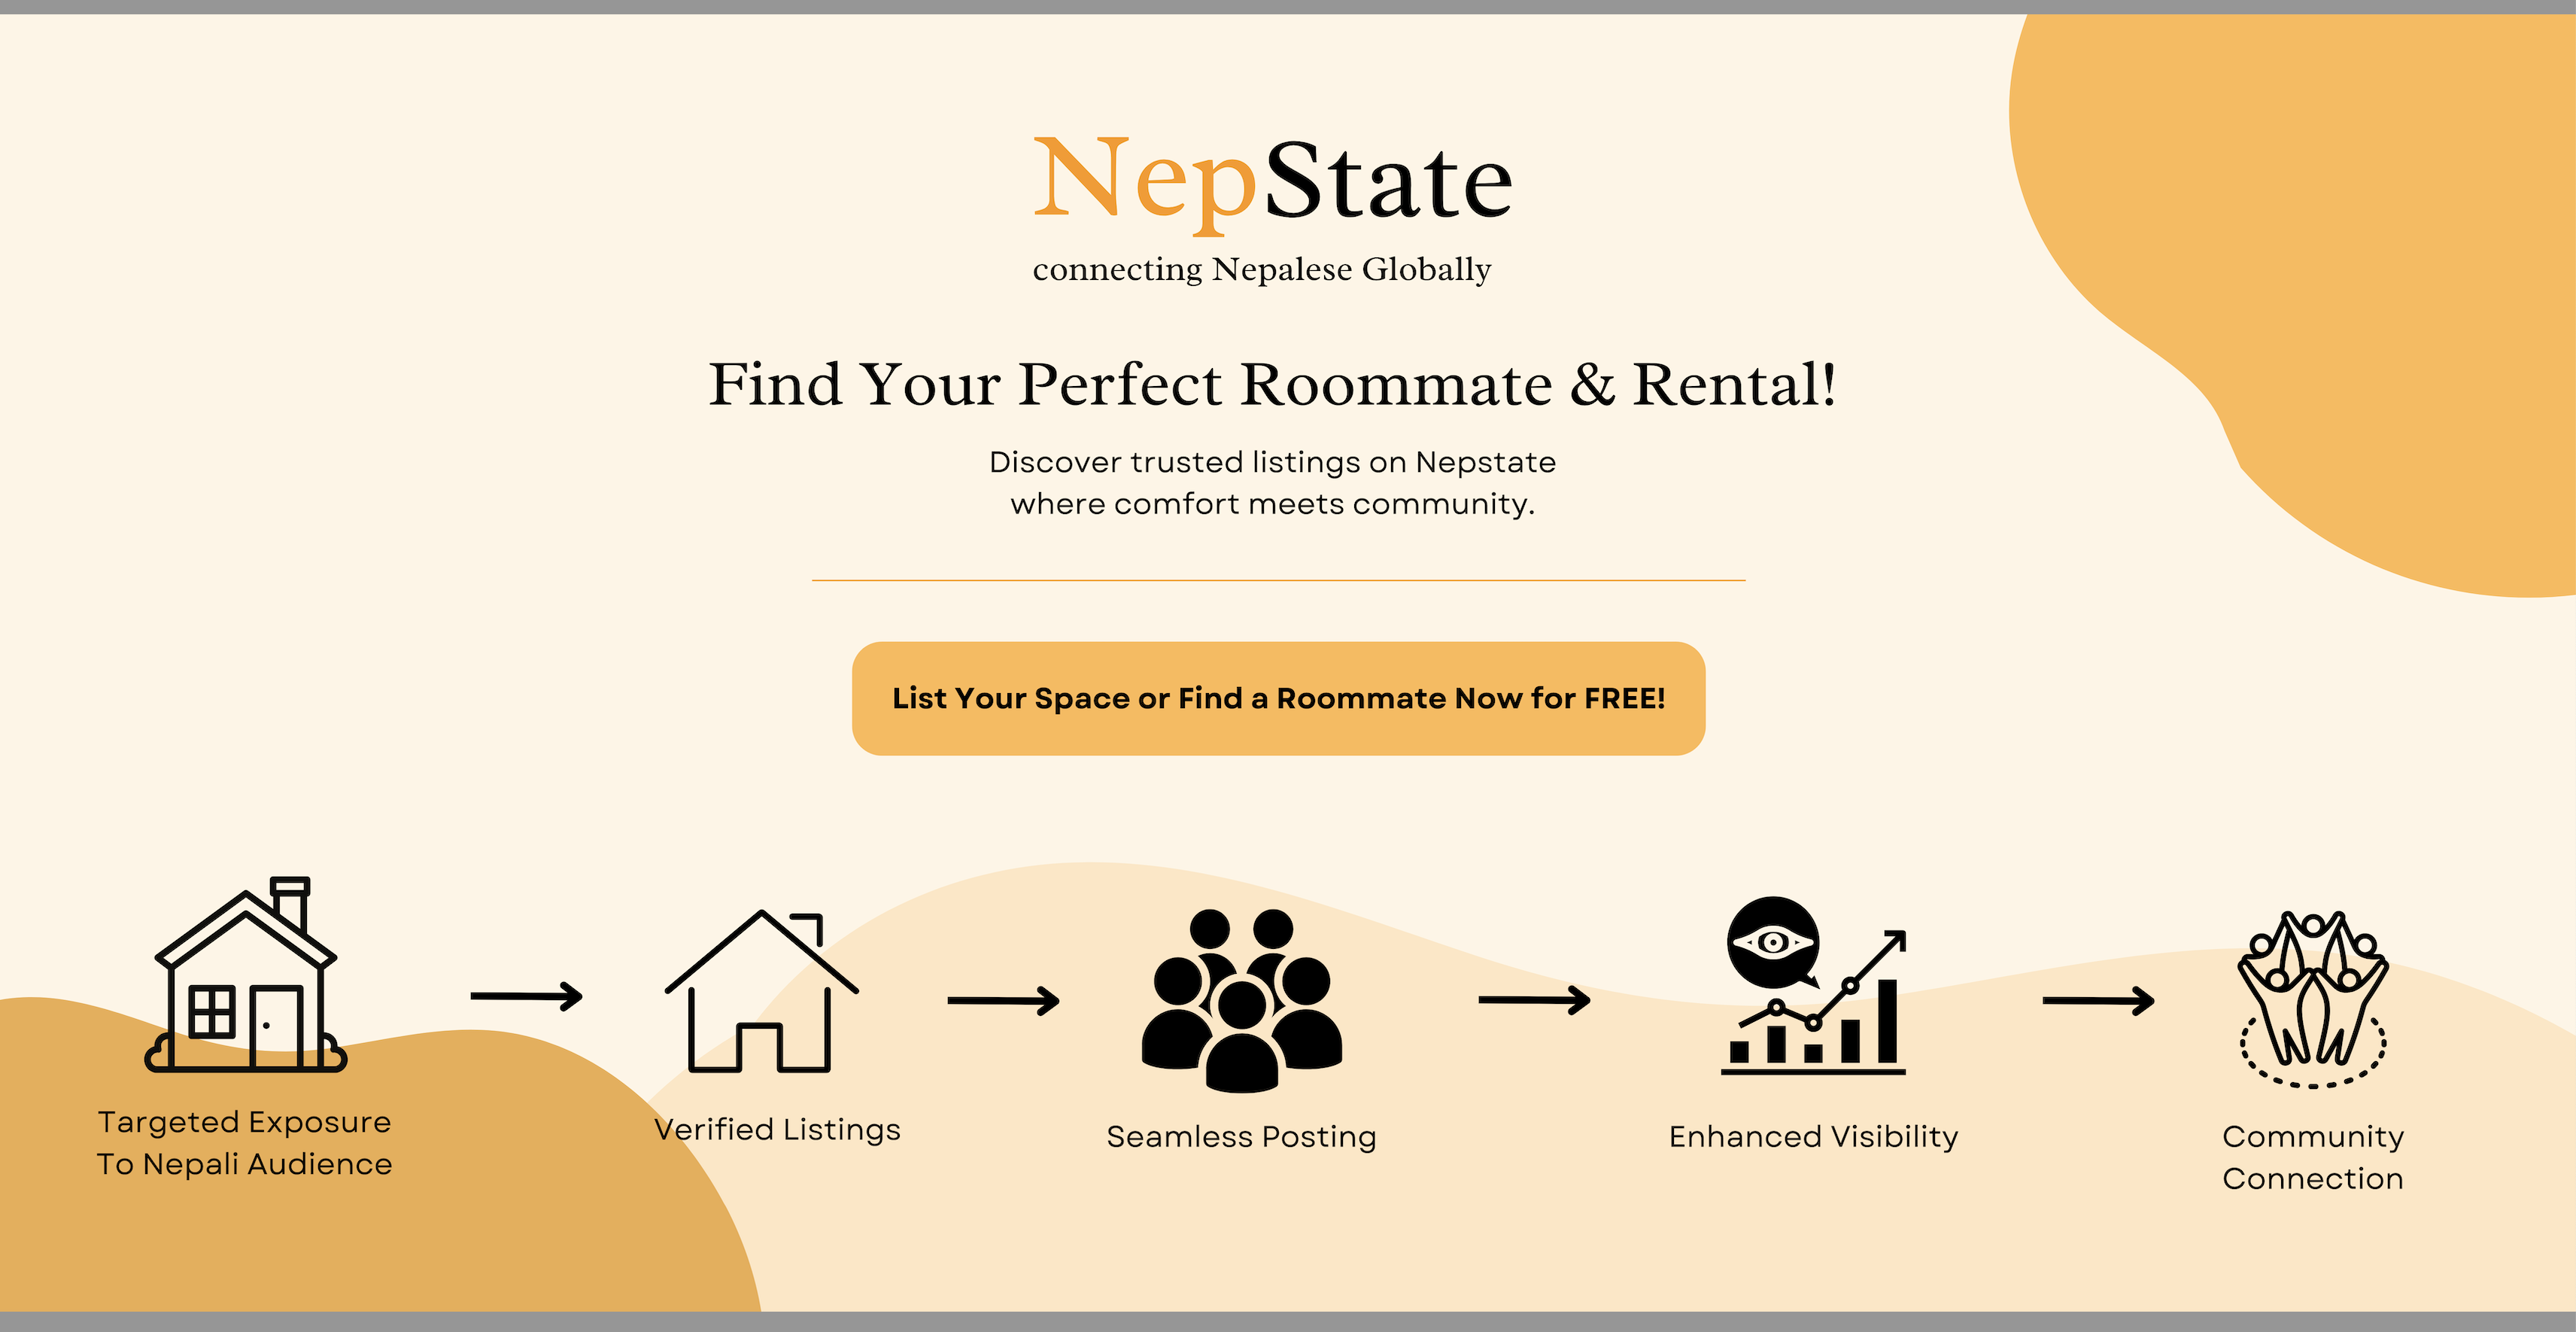 NepState
connecting Nepalese Globally
Find Your Perfect Roommate & Rental!
Discover trusted listings on Nepstate
where comfort meets community.
List Your Space or Find a Roommate Now for FREE!
Targeted Exposure
To Nepali Audience
Verified Listings
Seamless Posting
Enhanced Visibility
Community
Connection